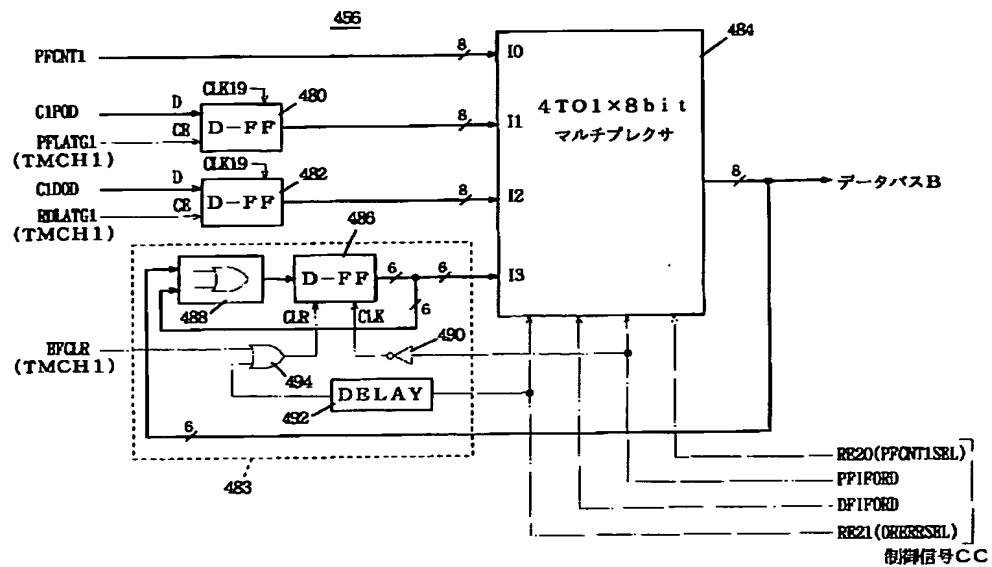 456
PFCNT1
8
I0
484
C1POD
D
CLK19
480
D-FF
8
I1
4TO1×8bit
マルチプレクサ
PFLATG1
(TMCH1)
CE
C1DOD
D
CLK19
482
D-FF
8
I2
8
データバスB
RDLATG1
(TMCH1)
CE
486
D-FF
6
6
I3
488
CLR
CLK
6
490
BFCLR
(TMCH1)
494
DELAY
492
6
483
RE20(PFCNT1SEL)
PFIFORD
DFIFORD
RE21(ORERRSEL)
制御信号CC